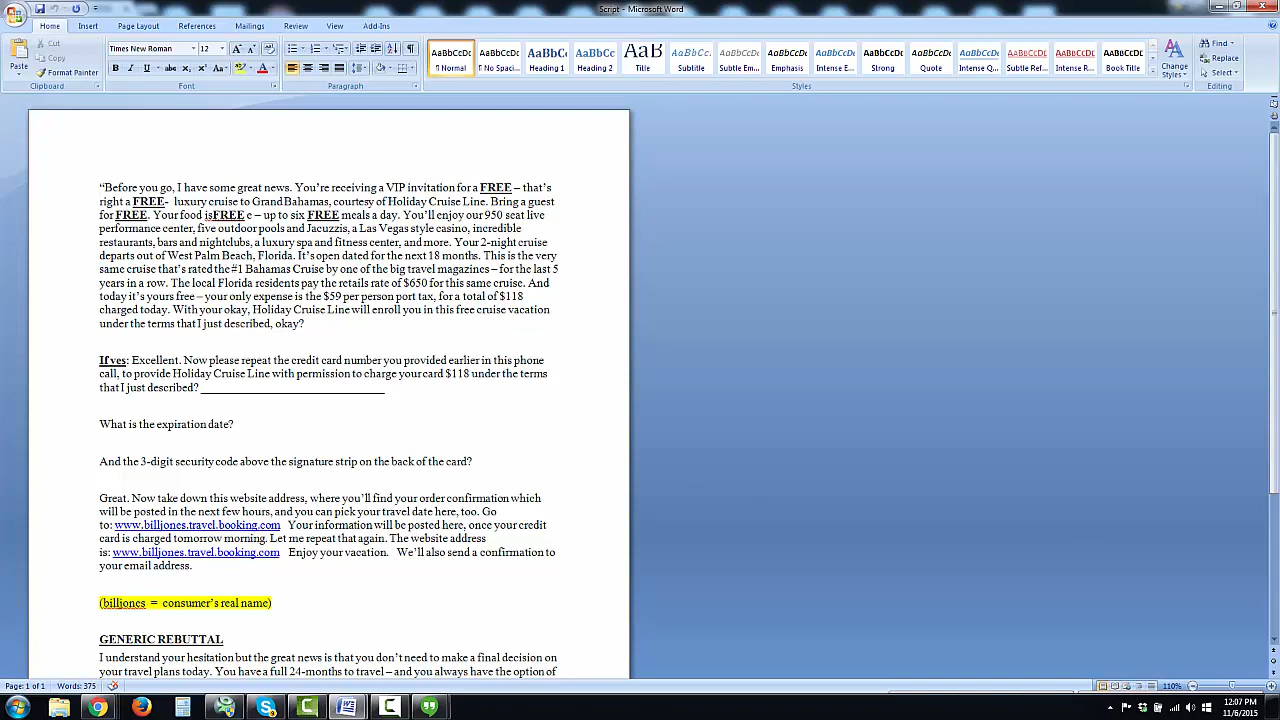 Script - Microsoft Word
Home Insert Page Layout References Mailings Review View Add-Ins
Paste
Cut
Copy
Format Painter
Clipboard
Times New Roman 12
Font
Paragraph
AaBbCcDc AaBbCcDc AaBbCc AaBbCc AaB AaBbCcDc AaBbCcDc AaBbCcDc AaBbCcDc AaBbCcDc AaBbCcDc AaBbCcDc AaBbCcDc AaBbCcDc AaBbCcDc
¶ Normal ¶ No Spaci... Heading 1 Heading 2 Title Subtitle Subtle Em... Emphasis Intense E... Strong Quote Intense Q... Subtle Ref... Intense R... Book Title
Change Styles
Styles
Find
Replace
Select
Editing
“Before you go, I have some great news. You’re receiving a VIP invitation for a FREE – that’s
right a FREE- luxury cruise to Grand Bahamas, courtesy of Holiday Cruise Line. Bring a guest
for FREE. Your food isFREE e – up to six FREE meals a day. You’ll enjoy our 950 seat live
performance center, five outdoor pools and Jacuzzis, a Las Vegas style casino, incredible
restaurants, bars and nightclubs, a luxury spa and fitness center, and more. Your 2-night cruise
departs out of West Palm Beach, Florida. It’s open dated for the next 18 months. This is the very
same cruise that’s rated the #1 Bahamas Cruise by one of the big travel magazines – for the last 5
years in a row. The local Florida residents pay the retails rate of $650 for this same cruise. And
today it’s yours free – your only expense is the $59 per person port tax, for a total of $118
charged today. With your okay, Holiday Cruise Line will enroll you in this free cruise vacation
under the terms that I just described, okay?
If yes: Excellent. Now please repeat the credit card number you provided earlier in this phone
call, to provide Holiday Cruise Line with permission to charge your card $118 under the terms
that I just described? ______________________________
What is the expiration date?
And the 3-digit security code above the signature strip on the back of the card?
Great. Now take down this website address, where you’ll find your order confirmation which
will be posted in the next few hours, and you can pick your travel date here, too. Go
to: www.billjones.travel.booking.com Your information will be posted here, once your credit
card is charged tomorrow morning. Let me repeat that again. The website address
is: www.billjones.travel.booking.com Enjoy your vacation. We’ll also send a confirmation to
your email address.
(billjones = consumer’s real name)
GENERIC REBUTTAL
I understand your hesitation but the great news is that you don’t need to make a final decision on
your travel plans today. You have a full 24-months to travel – and you always have the option of
Page: 1 of 1 Words: 375 110%
12:07 PM
11/6/2015